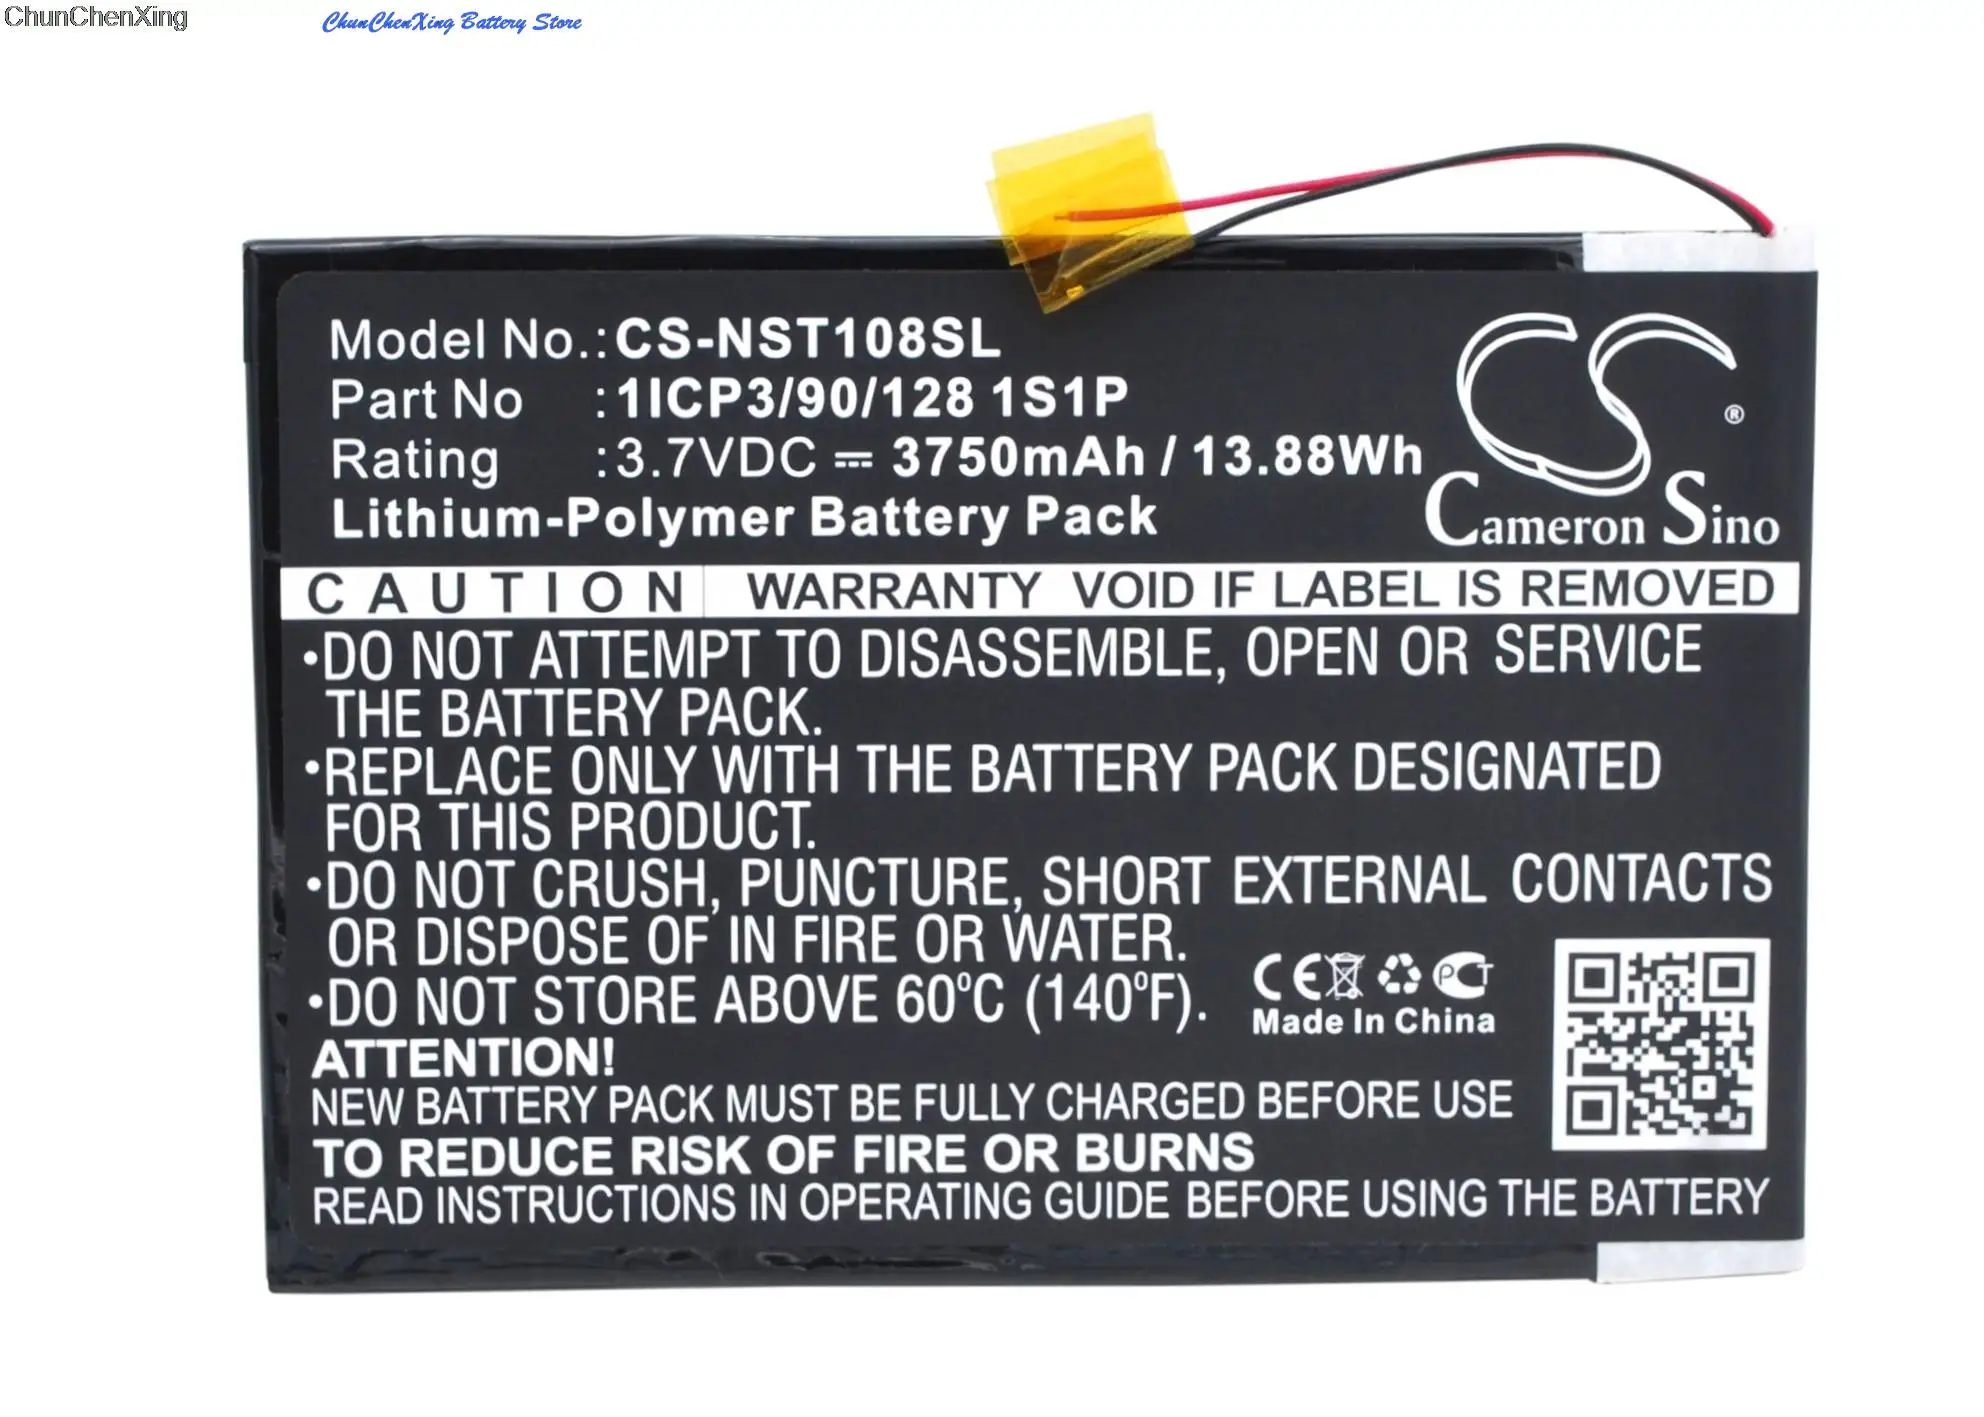 ChunChenXing
ChunChenXing Battery Store
Model No.: CS-NST108SL
Part No : 1ICP3/90/128 1S1P
Rating : 3.7VDC ⎓ 3750mAh / 13.88Wh
Lithium-Polymer Battery Pack
CS ®
Cameron Sino
CAUTION WARRANTY VOID IF LABEL IS REMOVED
•DO NOT ATTEMPT TO DISASSEMBLE, OPEN OR SERVICE
THE BATTERY PACK.
•REPLACE ONLY WITH THE BATTERY PACK DESIGNATED
FOR THIS PRODUCT.
•DO NOT CRUSH, PUNCTURE, SHORT EXTERNAL CONTACTS
OR DISPOSE OF IN FIRE OR WATER.
•DO NOT STORE ABOVE 60°C (140°F).
CE PCT
Made In China
ATTENTION!
NEW BATTERY PACK MUST BE FULLY CHARGED BEFORE USE
TO REDUCE RISK OF FIRE OR BURNS
READ INSTRUCTIONS IN OPERATING GUIDE BEFORE USING THE BATTERY